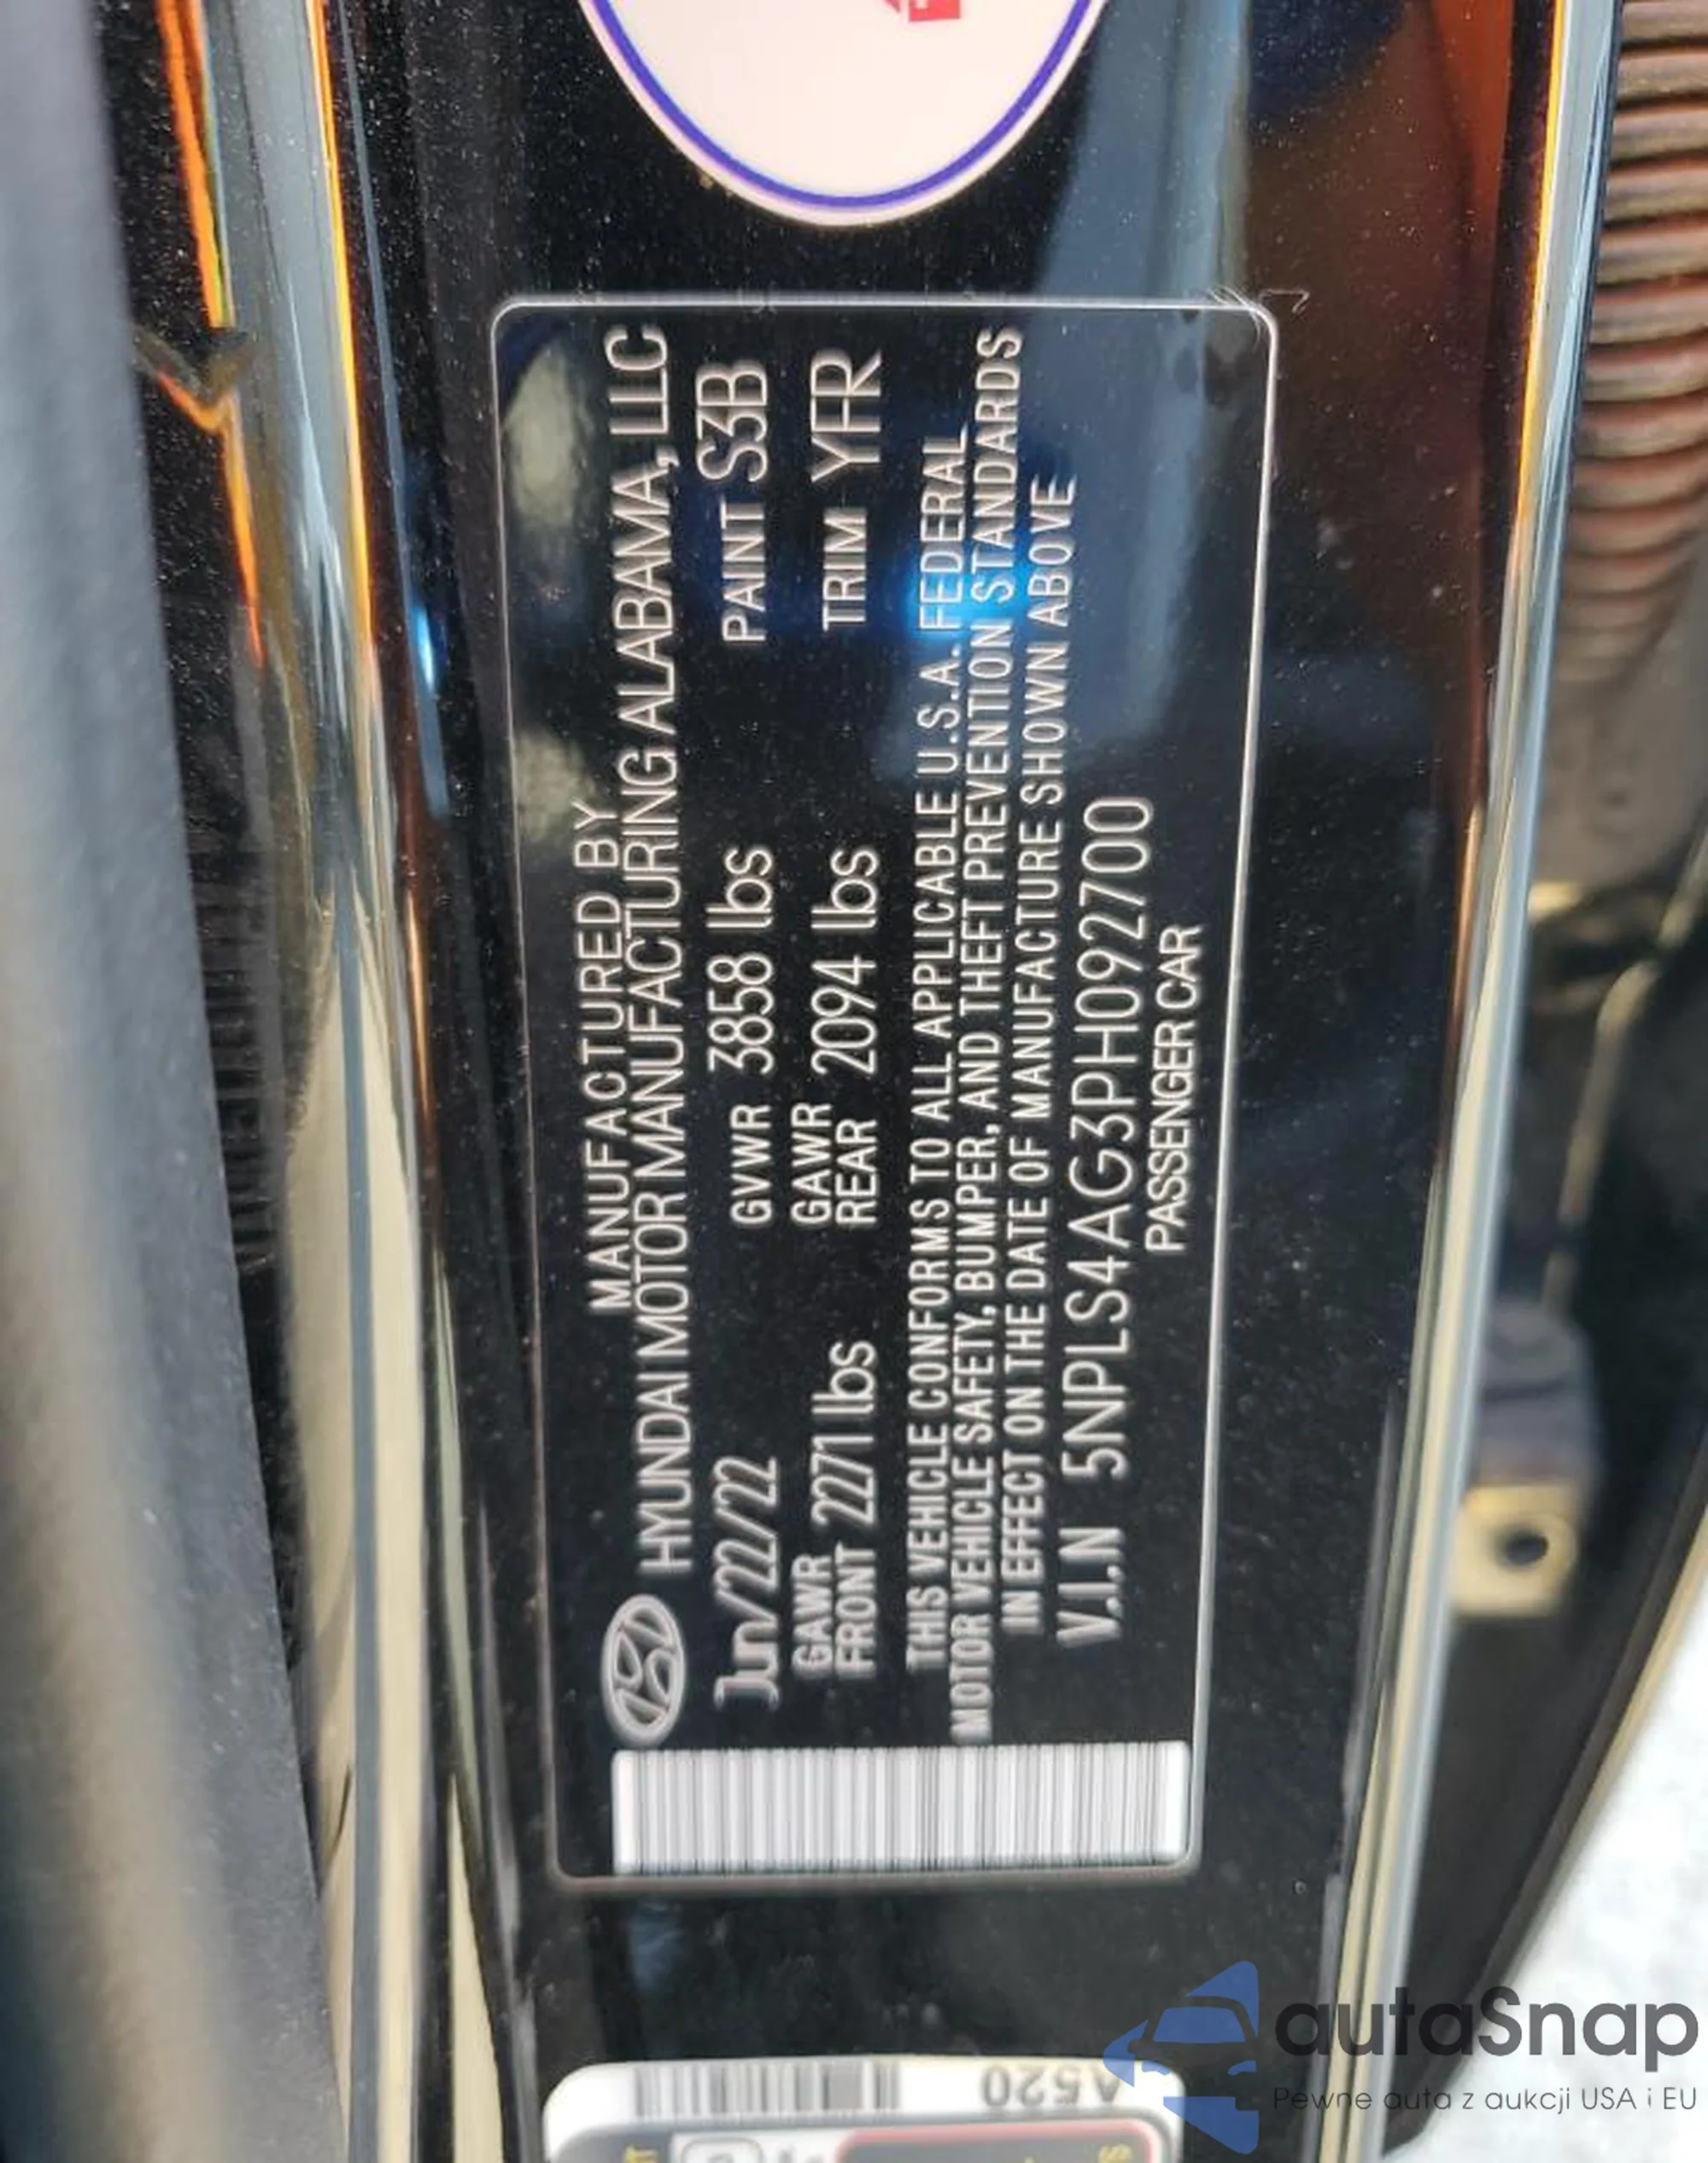 MANUFACTURED BY
HYUNDAI MOTOR MANUFACTURING ALABAMA, LLC
Jun/22/22 GVWR 3858 lbs PAINT S3B
GAWR FRONT 2271 lbs GAWR REAR 2094 lbs TRIM YFR
THIS VEHICLE CONFORMS TO ALL APPLICABLE U.S.A. FEDERAL
MOTOR VEHICLE SAFETY, BUMPER, AND THEFT PREVENTION STANDARDS
IN EFFECT ON THE DATE OF MANUFACTURE SHOWN ABOVE
V.I.N 5NPLS4AG3PH092700
PASSENGER CAR
A520
autaSnap
Pewne auta z aukcji USA i EU